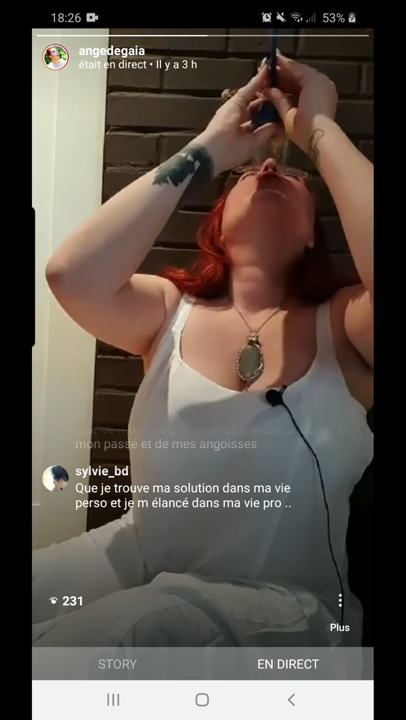 18:26
53%
angedegaia
était en direct • Il y a 3 h
mon passé et de mes angoisses
sylvie_bd
Que je trouve ma solution dans ma vie
perso et je m élancé dans ma vie pro ..
231
Plus
STORY
EN DIRECT